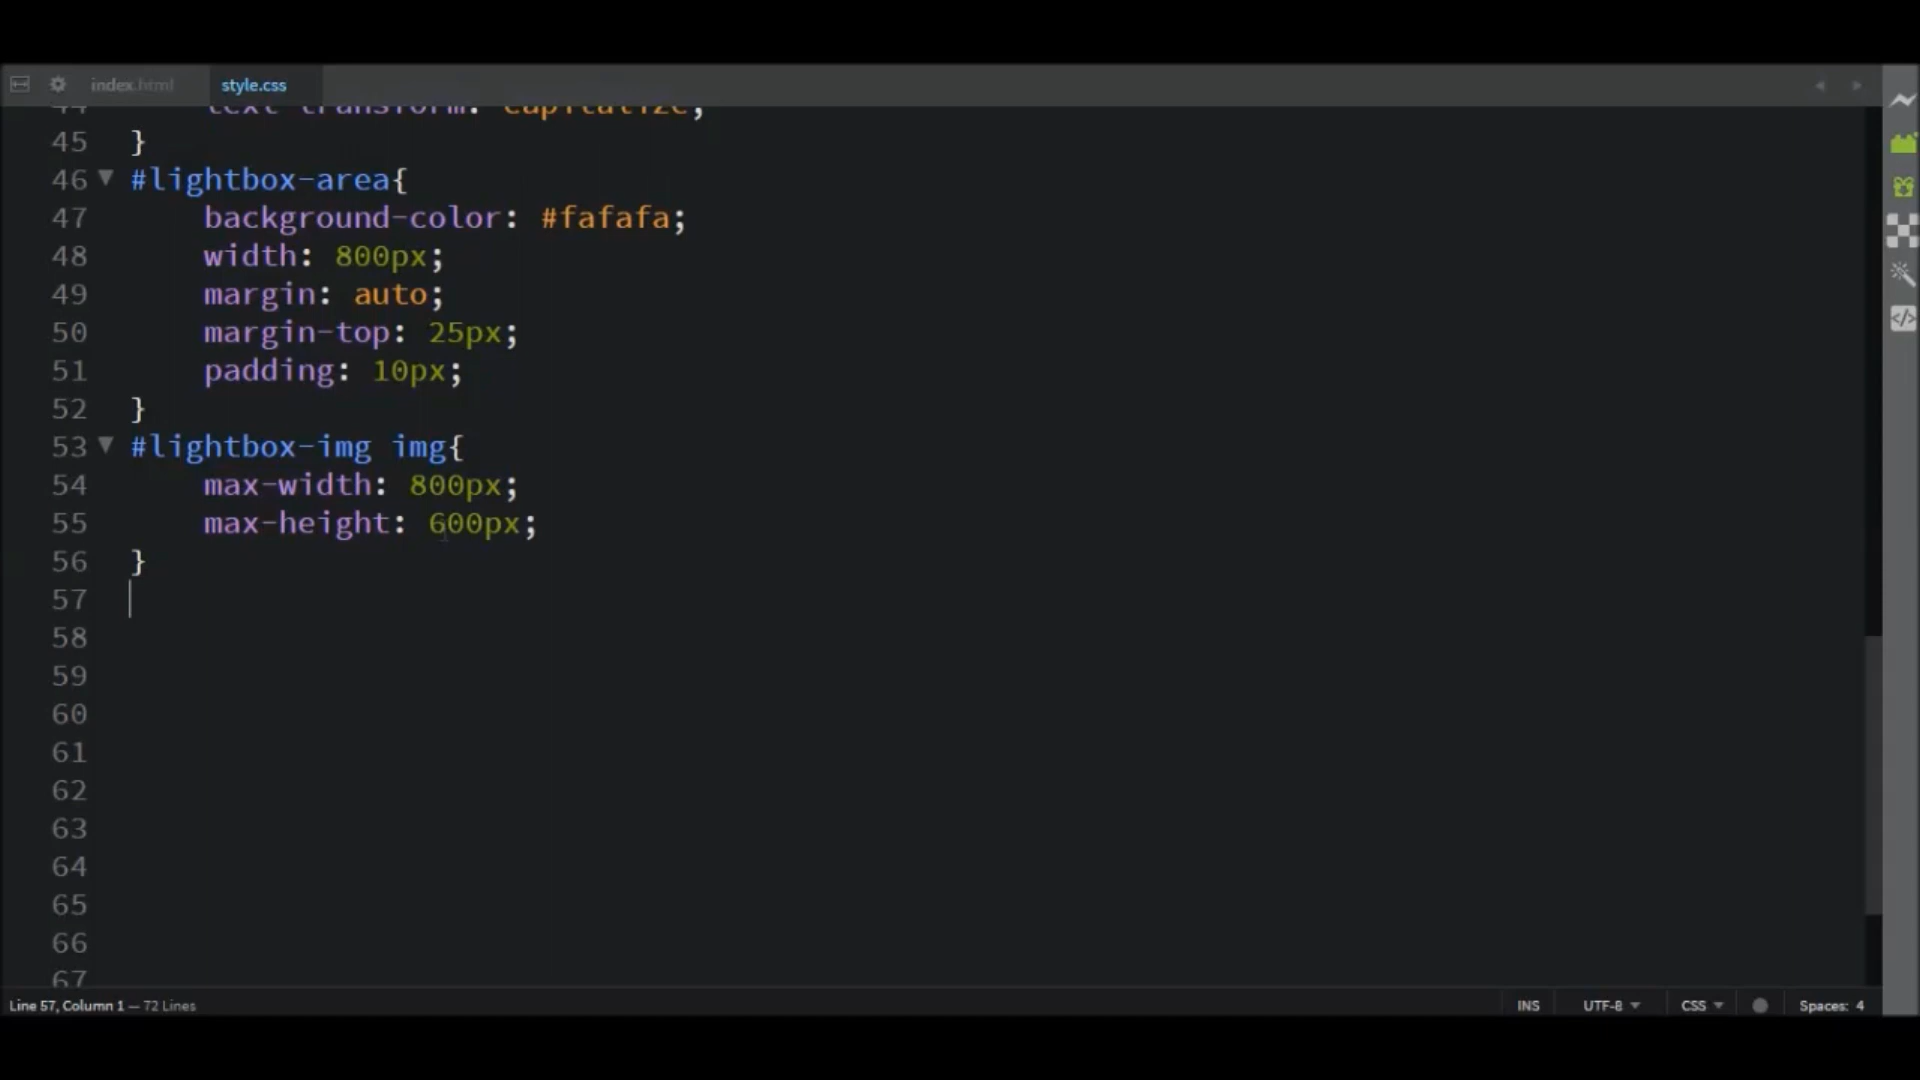 index.html style.css
44 text-transform: capitalize;
45 }
46 #lightbox-area{
47 background-color: #fafafa;
48 width: 800px;
49 margin: auto;
50 margin-top: 25px;
51 padding: 10px;
52 }
53 #lightbox-img img{
54 max-width: 800px;
55 max-height: 600px;
56 }
57
58
59
60
61
62
63
64
65
66
67
Line 57, Column 1 — 72 Lines INS UTF-8 CSS Spaces: 4